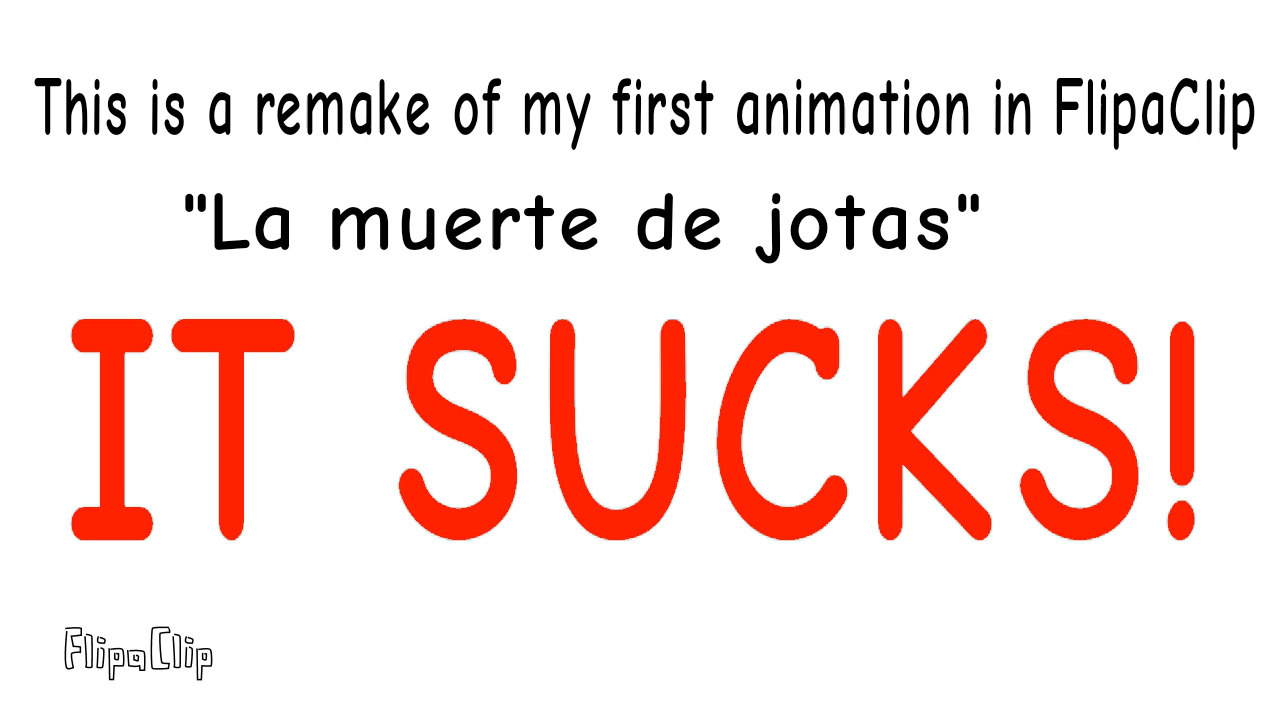 This is a remake of my first animation in FlipaClip
"La muerte de jotas"
IT SUCKS!
FlipaClip